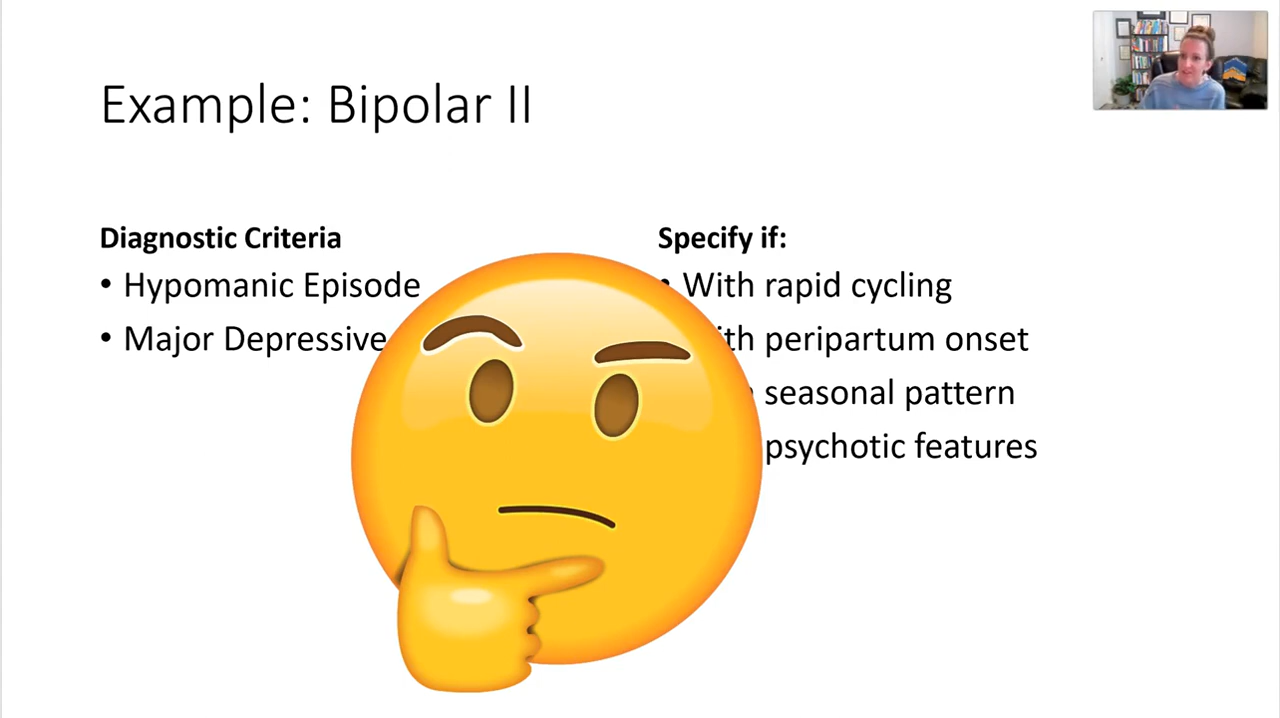 Example: Bipolar II
Diagnostic Criteria
• Hypomanic Episode
• Major Depressive
Specify if:
• With rapid cycling
peripartum onset
seasonal pattern
psychotic features